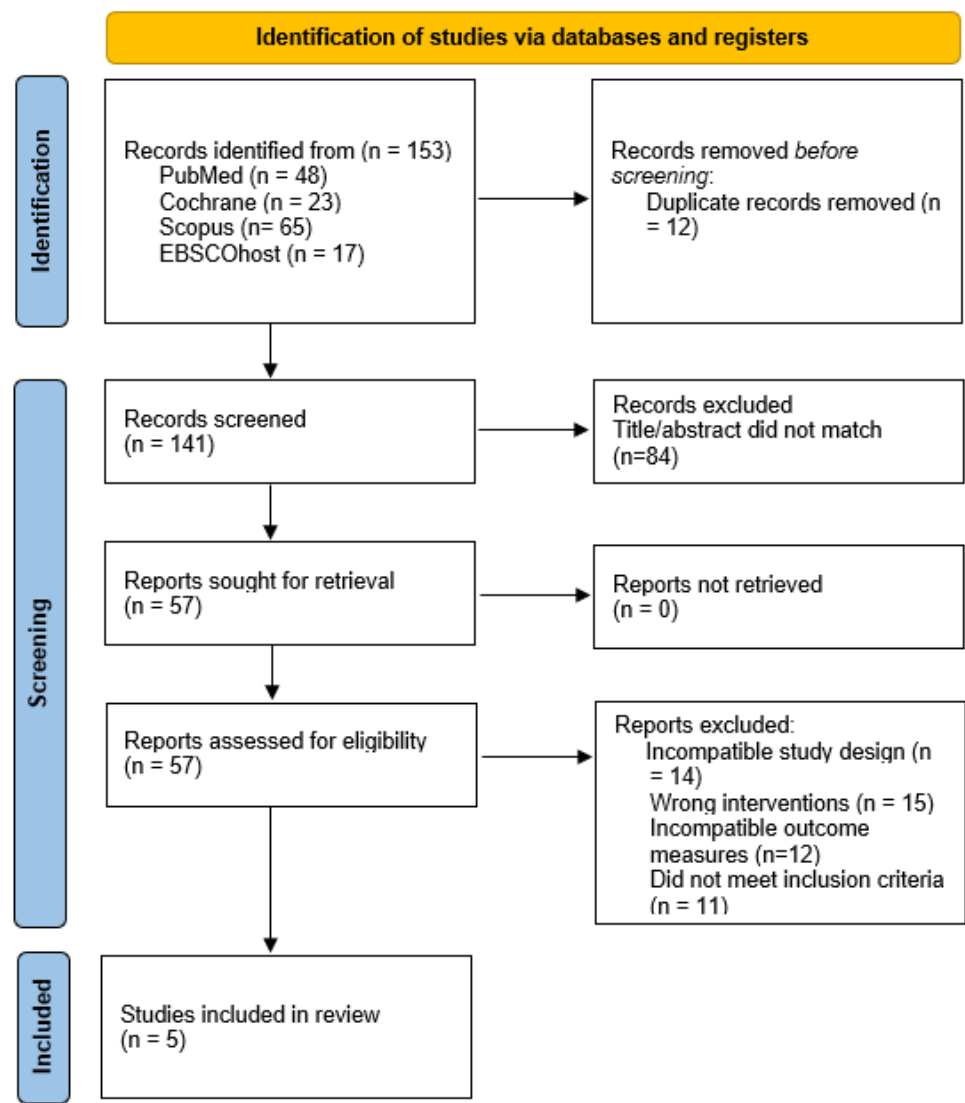 Identification of studies via databases and registers
Identification
Records identified from (n = 153)
PubMed (n = 48)
Cochrane (n = 23)
Scopus (n= 65)
EBSCOhost (n = 17)
Records removed before
screening:
Duplicate records removed (n
= 12)
Screening
Records screened
(n = 141)
Records excluded
Title/abstract did not match
(n=84)
Reports sought for retrieval
(n = 57)
Reports not retrieved
(n = 0)
Reports assessed for eligibility
(n = 57)
Reports excluded:
Incompatible study design (n
= 14)
Wrong interventions (n = 15)
Incompatible outcome
measures (n=12)
Did not meet inclusion criteria
(n = 11)
Included
Studies included in review
(n = 5)